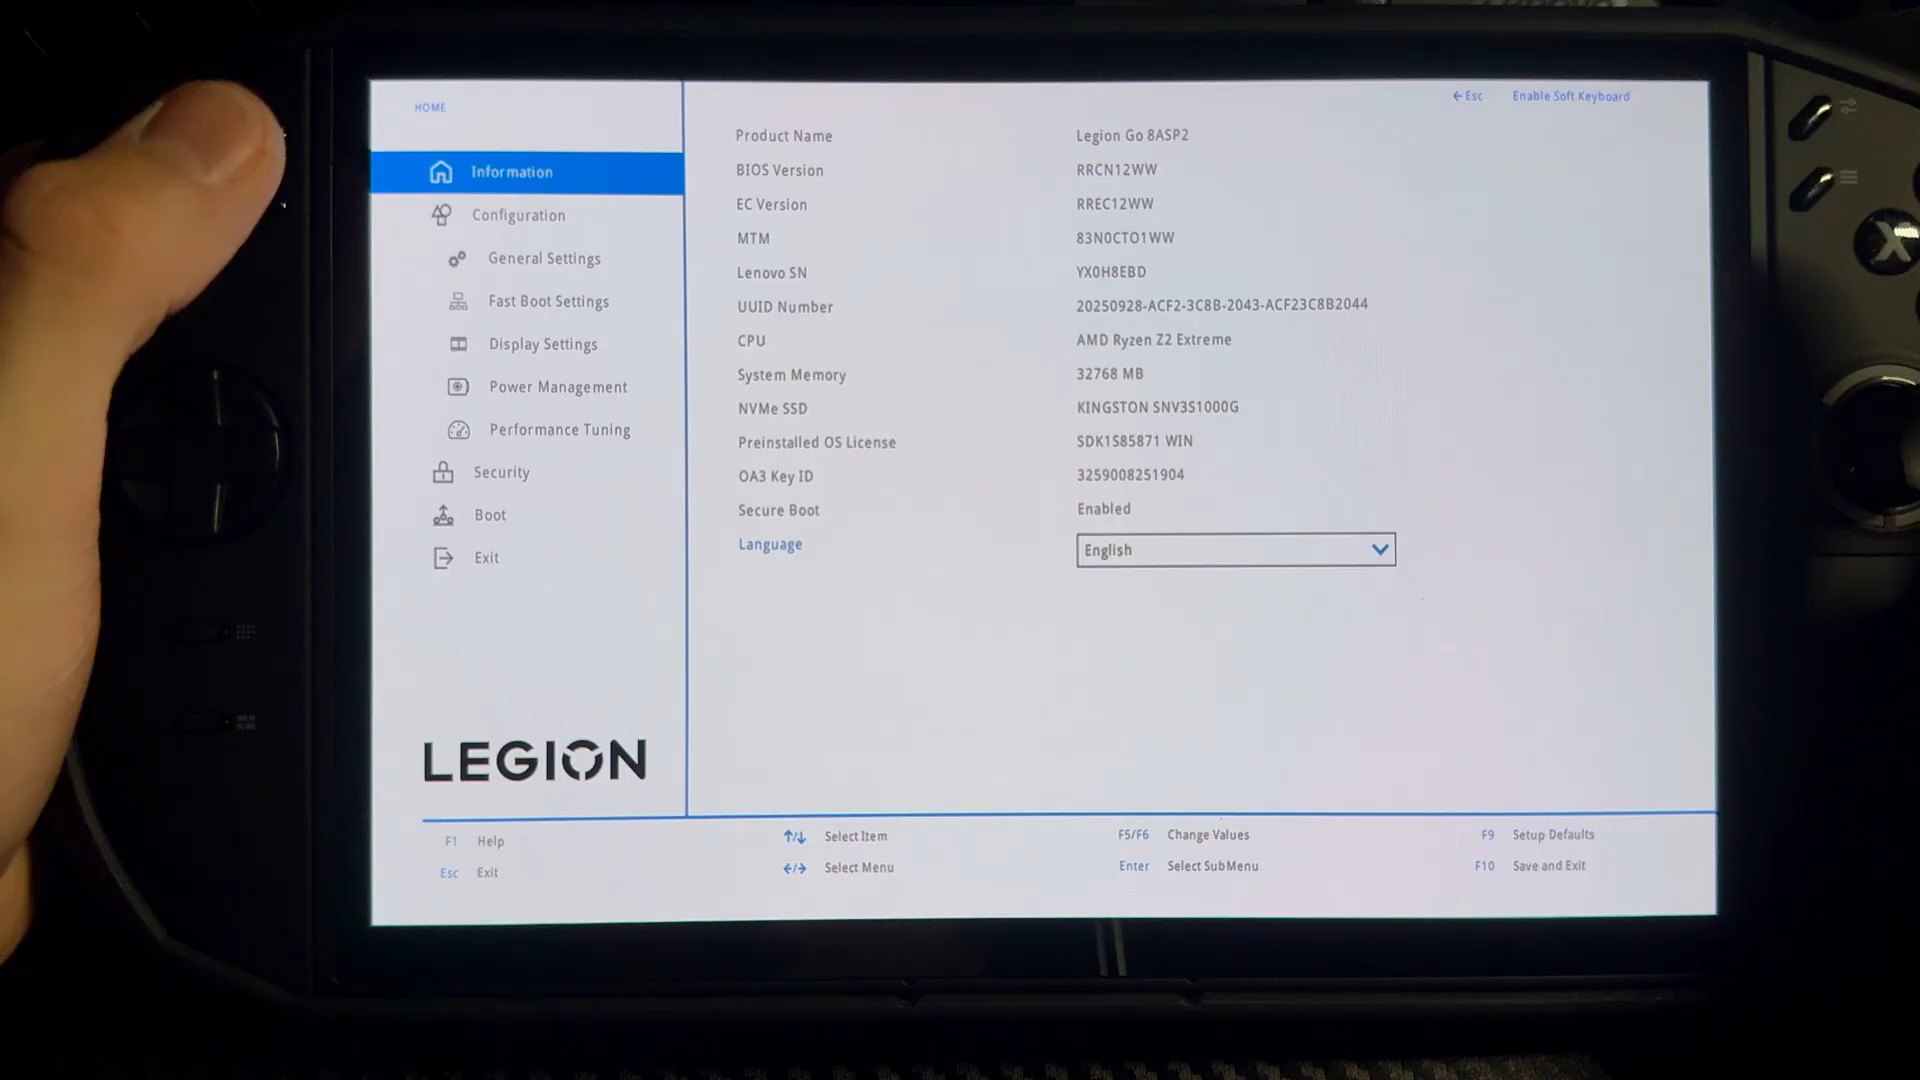 HOME
← Esc Enable Soft Keyboard
Information
Configuration
General Settings
Fast Boot Settings
Display Settings
Power Management
Performance Tuning
Security
Boot
Exit
LEGION
Product Name Legion Go 8ASP2
BIOS Version RRCN12WW
EC Version RREC12WW
MTM 83N0CTO1WW
Lenovo SN YX0H8EBD
UUID Number 20250928-ACF2-3C8B-2043-ACF23C8B2044
CPU AMD Ryzen Z2 Extreme
System Memory 32768 MB
NVMe SSD KINGSTON SNV3S1000G
Preinstalled OS License SDK1S85871 WIN
OA3 Key ID 3259008251904
Secure Boot Enabled
Language English
F1 Help ↑/↓ Select Item F5/F6 Change Values F9 Setup Defaults
Esc Exit ←/→ Select Menu Enter Select SubMenu F10 Save and Exit
X